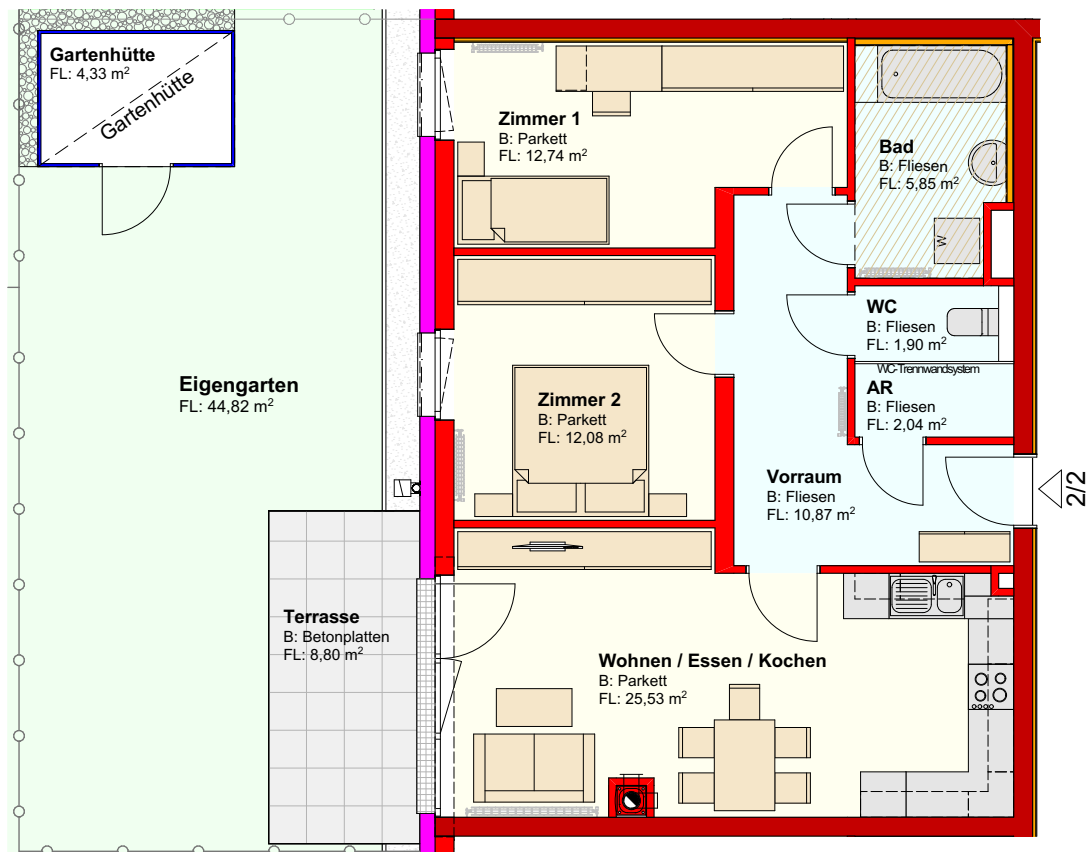 Gartenhütte
FL: 4,33 m²
Gartenhütte
Zimmer 1
B: Parkett
FL: 12,74 m²
Bad
B: Fliesen
FL: 5,85 m²
W
WC
B: Fliesen
FL: 1,90 m²
WC-Trennwandsystem
AR
B: Fliesen
FL: 2,04 m²
Eigengarten
FL: 44,82 m²
Zimmer 2
B: Parkett
FL: 12,08 m²
Vorraum
B: Fliesen
FL: 10,87 m²
2/2
Terrasse
B: Betonplatten
FL: 8,80 m²
Wohnen / Essen / Kochen
B: Parkett
FL: 25,53 m²